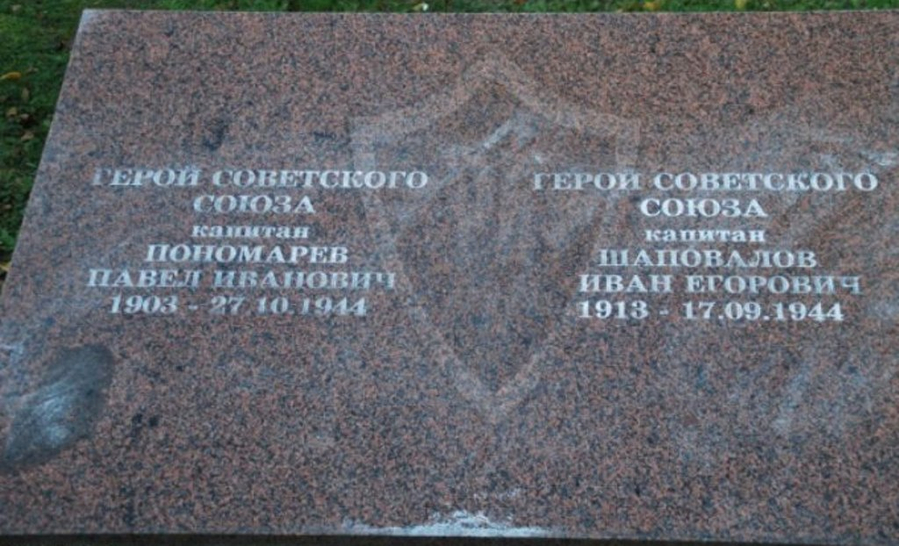 ГЕРОЙ СОВЕТСКОГО
СОЮЗА
капитан
ПОНОМАРЕВ
ПАВЕЛ ИВАНОВИЧ
1903 - 27.10.1944
ГЕРОЙ СОВЕТСКОГО
СОЮЗА
капитан
ШАПОВАЛОВ
ИВАН ЕГОРОВИЧ
1913 - 17.09.1944